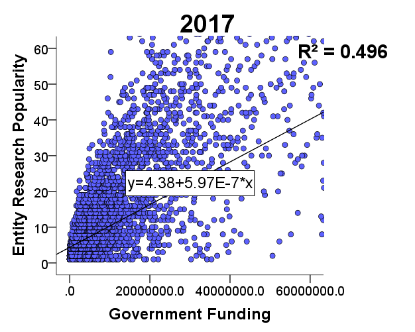 2017
R² = 0.496
Entity Research Popularity
60
50
40
30
20
10
0
y=4.38+5.97E-7*x
.0 20000000.0 40000000.0 60000000.0
Government Funding